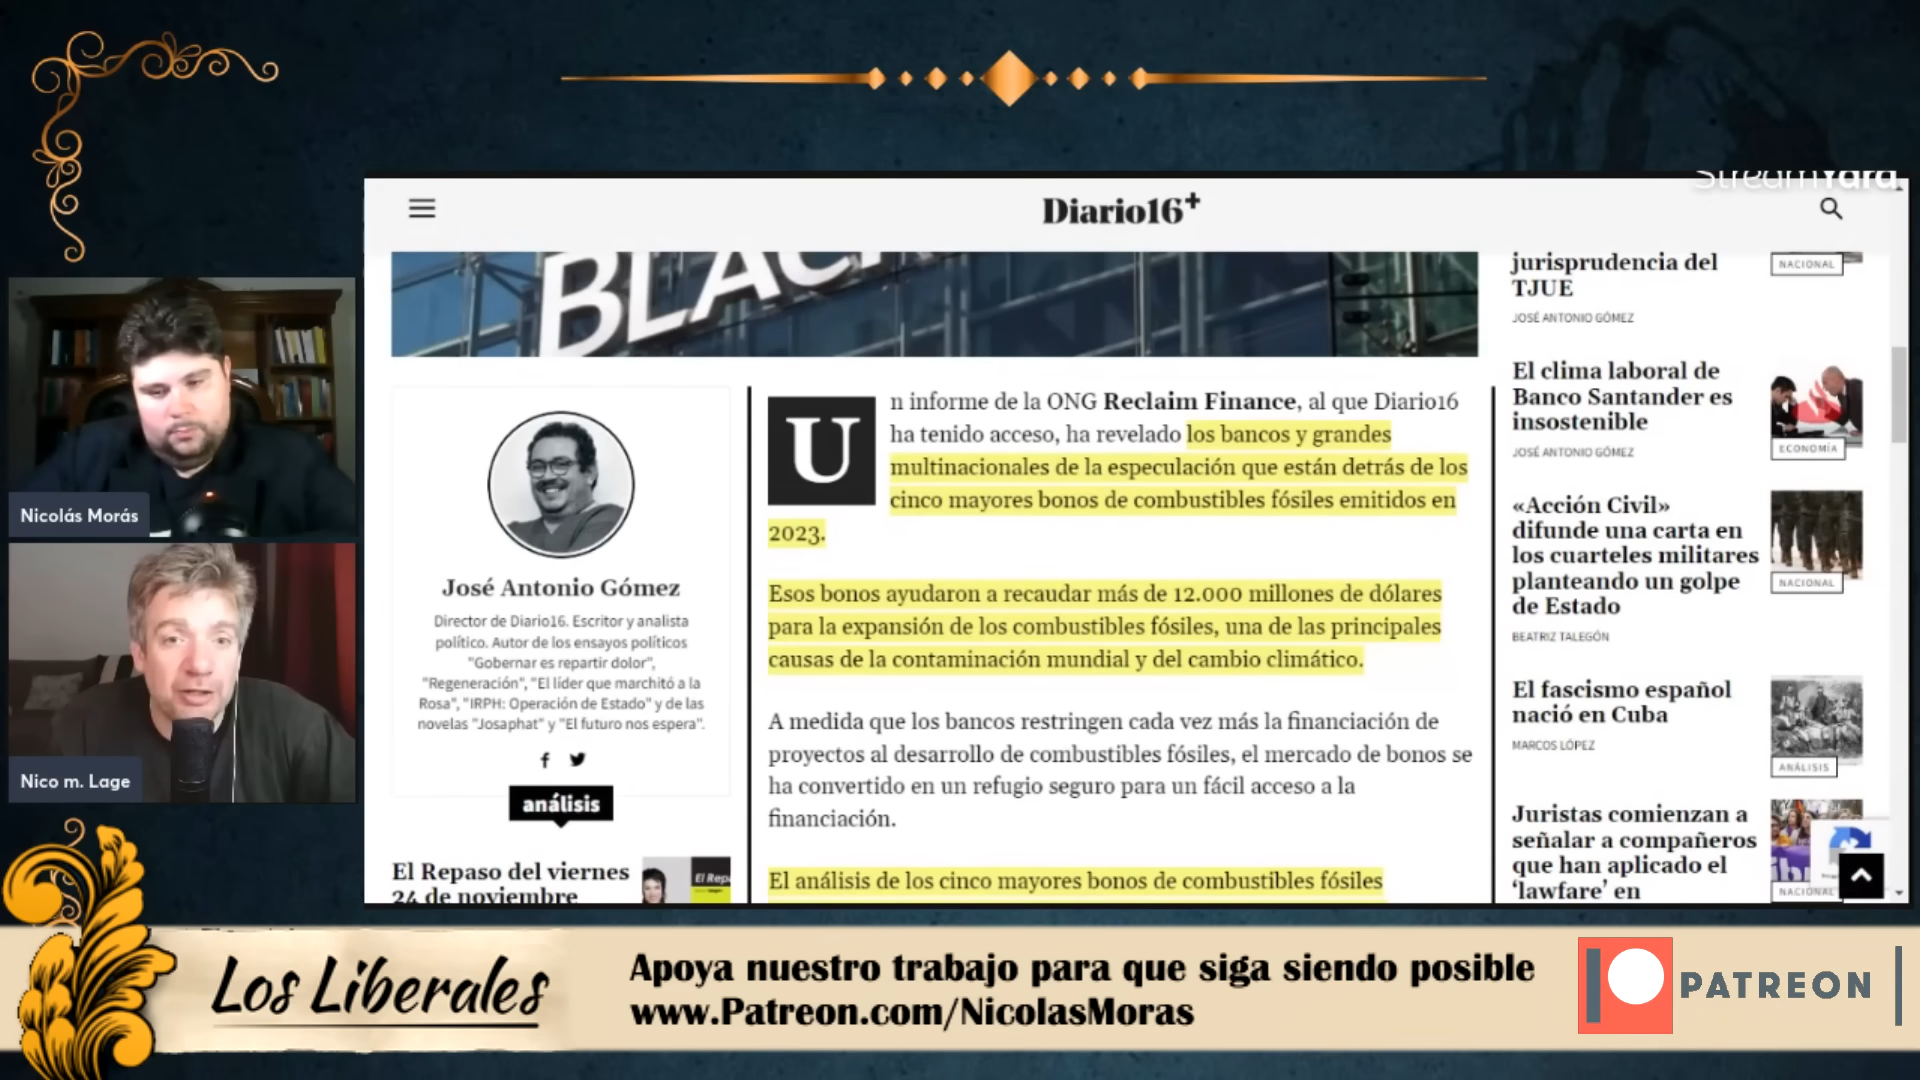 StreamYard
Diario16+
BLACK
Nicolás Morás
Nico m. Lage
José Antonio Gómez
Director de Diario16. Escritor y analista
político. Autor de los ensayos políticos
"Gobernar es repartir dolor",
"Regeneración", "El líder que marchitó a la
Rosa", "IRPH: Operación de Estado" y de las
novelas "Josaphat" y "El futuro nos espera".
análisis
El Repaso del viernes
24 de noviembre
Un informe de la ONG Reclaim Finance, al que Diario16
ha tenido acceso, ha revelado los bancos y grandes
multinacionales de la especulación que están detrás de los
cinco mayores bonos de combustibles fósiles emitidos en
2023.
Esos bonos ayudaron a recaudar más de 12.000 millones de dólares
para la expansión de los combustibles fósiles, una de las principales
causas de la contaminación mundial y del cambio climático.
A medida que los bancos restringen cada vez más la financiación de
proyectos al desarrollo de combustibles fósiles, el mercado de bonos se
ha convertido en un refugio seguro para un fácil acceso a la
financiación.
El análisis de los cinco mayores bonos de combustibles fósiles
jurisprudencia del
TJUE
JOSÉ ANTONIO GÓMEZ
NACIONAL
El clima laboral de
Banco Santander es
insostenible
JOSÉ ANTONIO GÓMEZ
ECONOMÍA
«Acción Civil»
difunde una carta en
los cuarteles militares
planteando un golpe
de Estado
BEATRIZ TALEGÓN
NACIONAL
El fascismo español
nació en Cuba
MARCOS LÓPEZ
ANÁLISIS
Juristas comienzan a
señalar a compañeros
que han aplicado el
‘lawfare’ en
NACIONAL
Los Liberales
Apoya nuestro trabajo para que siga siendo posible
www.Patreon.com/NicolasMoras
PATREON